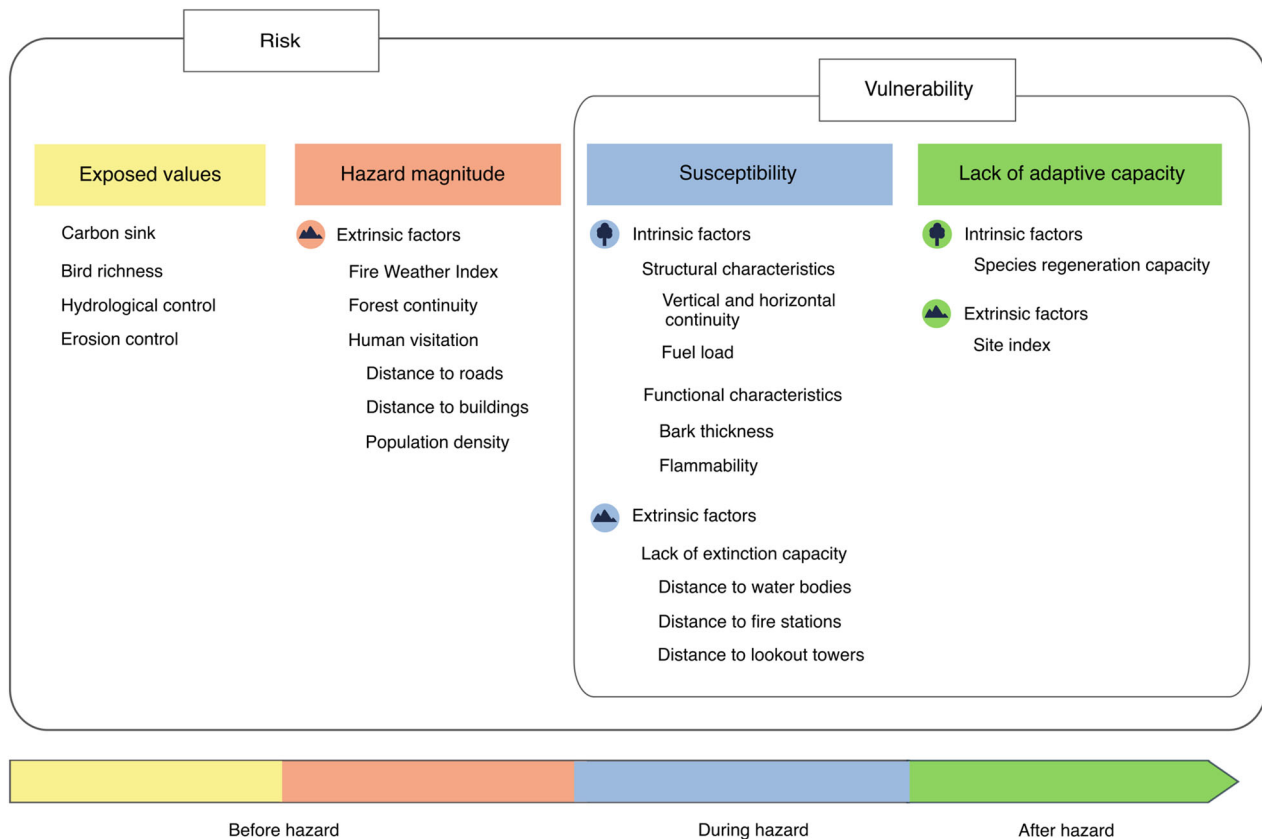 Risk
Vulnerability
Exposed values
Carbon sink
Bird richness
Hydrological control
Erosion control
Hazard magnitude
Extrinsic factors
Fire Weather Index
Forest continuity
Human visitation
Distance to roads
Distance to buildings
Population density
Susceptibility
Intrinsic factors
Structural characteristics
Vertical and horizontal
continuity
Fuel load
Functional characteristics
Bark thickness
Flammability
Extrinsic factors
Lack of extinction capacity
Distance to water bodies
Distance to fire stations
Distance to lookout towers
Lack of adaptive capacity
Intrinsic factors
Species regeneration capacity
Extrinsic factors
Site index
Before hazard
During hazard
After hazard